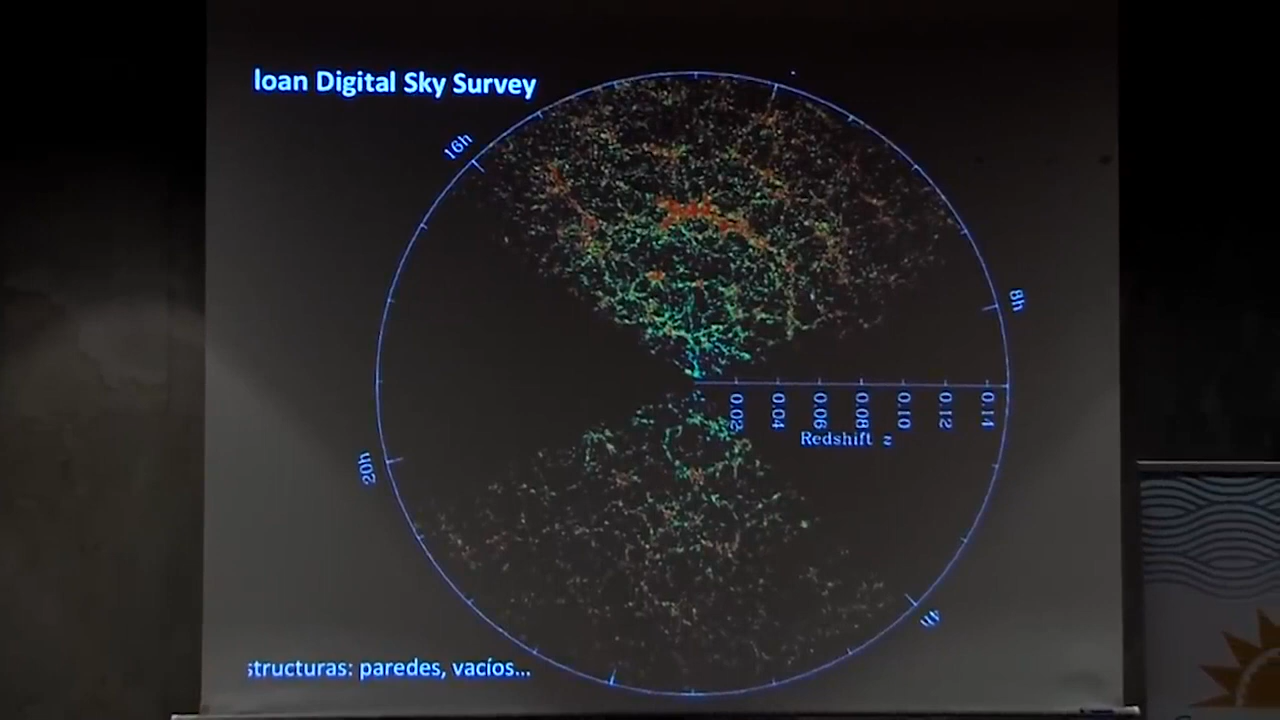 loan Digital Sky Survey
16h
8h
0.02 0.04 0.06 0.08 0.10 0.12 0.14
Redshift z
20h
4h
structuras: paredes, vacíos...